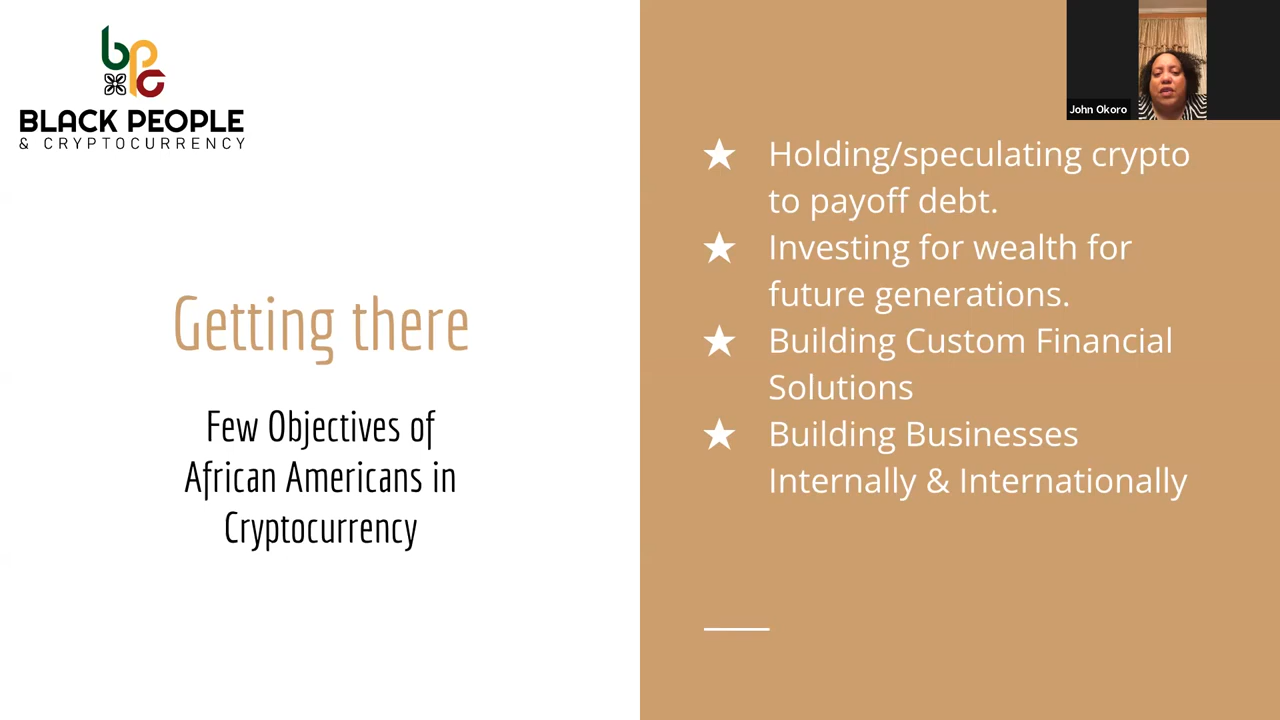 bpc
BLACK PEOPLE
& CRYPTOCURRENCY
Getting there
Few Objectives of
African Americans in
Cryptocurrency
John Okoro
Holding/speculating crypto
to payoff debt.
Investing for wealth for
future generations.
Building Custom Financial
Solutions
Building Businesses
Internally & Internationally